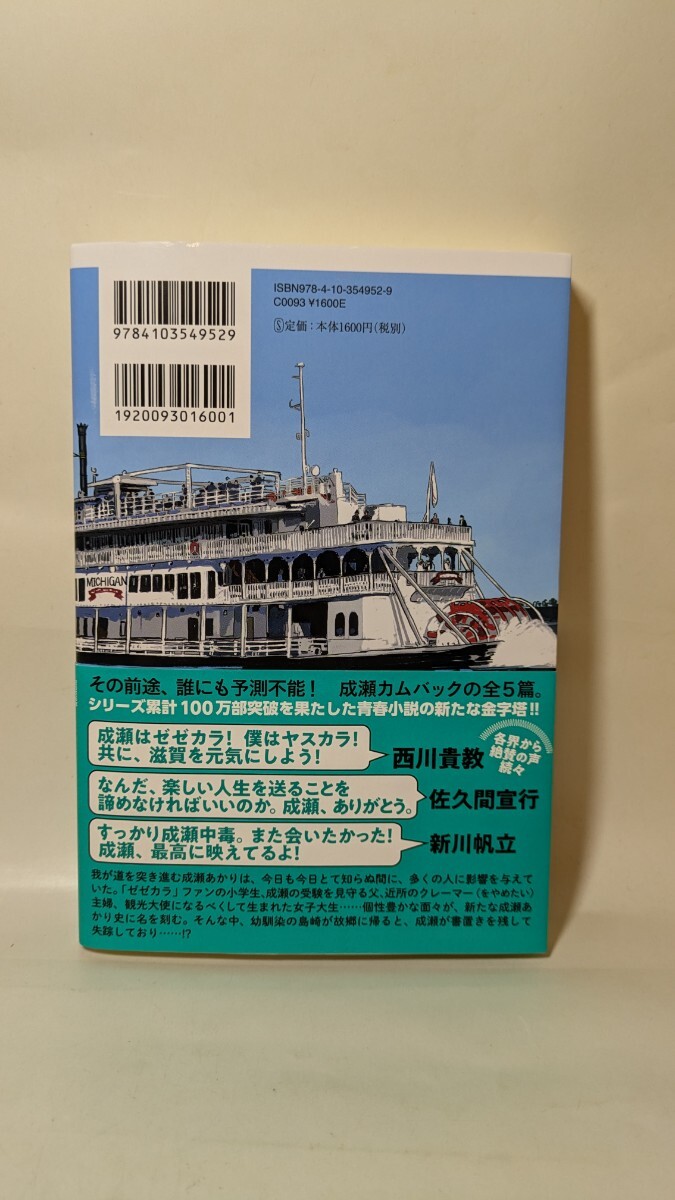 ISBN978-4-10-354952-9
C0093 ¥1600E
Ⓢ定価：本体1600円(税別)
9784103549529
1920093016001
MICHIGAN
その前途、誰にも予測不能！　成瀬カムバックの全5篇。
シリーズ累計100万部突破を果たした青春小説の新たな金字塔!!
各界から
絶賛の声
続々
成瀬はゼゼカラ！ 僕はヤスカラ！
共に、滋賀を元気にしよう！
西川貴教
なんだ、楽しい人生を送ることを
諦めなければいいのか。成瀬、ありがとう。
佐久間宣行
すっかり成瀬中毒。また会いたかった！
成瀬、最高に映えてるよ！
新川帆立
我が道を突き進む成瀬あかりは、今日も今日とて知らぬ間に、多くの人に影響を与えて
いた。「ゼゼカラ」ファンの小学生、成瀬の受験を見守る父、近所のクレーマー（をやめたい）
主婦、観光大使になるべくして生まれた女子大生……個性豊かな面々が、新たな成瀬あ
かり史に名を刻む。そんな中、幼馴染の島崎が故郷に帰ると、成瀬が書置きを残して
失踪しており……!?